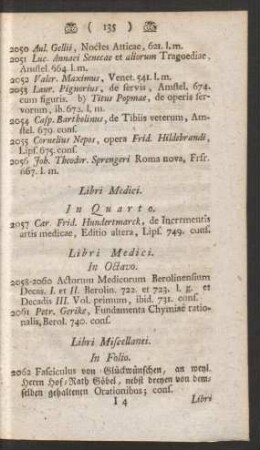 ( 135 )
2050 Aul. Gellii, Noctes Atticae, 621. l.m.
2051 Luc. Annaei Senecae et aliorum Tragoediae,
Amstel. 664. l. m.
2052 Valer. Maximus, Venet. 541. l. m.
2053 Laur. Pignorius, de servis, Amstel. 674.
cum figuris. b) Titus Popmae, de operis ser-
vorum, ib. 672. l. m.
2054 Casp. Bartholinus, de Tibiis veterum, Am-
stel. 679. conf.
2055 Cornelius Nepos, opera Frid. Hildebrandi,
Lips. 675. conf.
2056 Joh. Theodor. Sprengeri Roma nova, Frff.
667. l. m.
Libri Medici.
In Quarto.
2057 Car. Frid. Hundertmarck, de Incrementis
artis medicae, Editio altera, Lips. 749. conf.
Libri Medici.
In Octavo.
2058-2060 Actorum Medicorum Berolinensium
Decas. I. et II. Berolin. 722. et 723. l. g. et
Decadis III. Vol. primum, ibid. 731. conf.
2061 Petr. Gerike, Fundamenta Chymiae ratio-
nalis, Berol. 740. conf.
Libri Miscellanei.
In Folio.
2062 Fasciculus von Glückwünschen, an weyl.
Herrn Hof-Rath Göbel, nebst dreyen von dem-
selben gehaltenen Orationibus; conf.
I 4 Libri